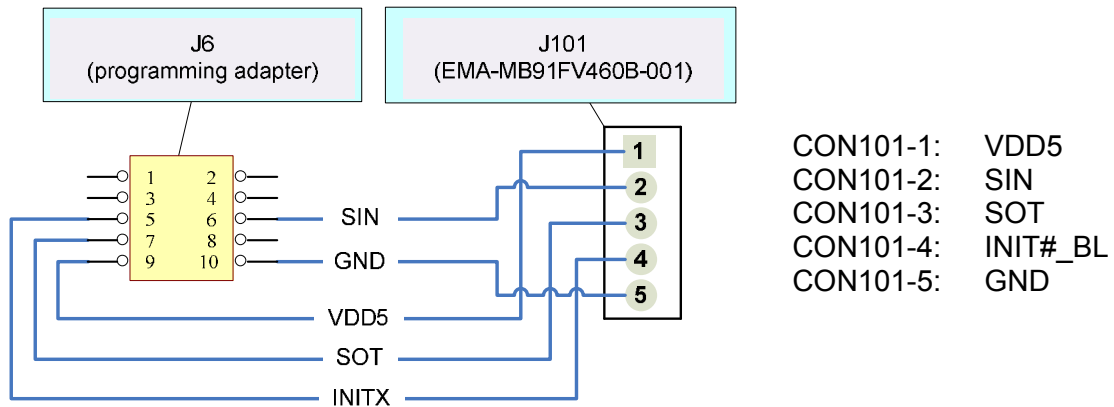 J6
(programming adapter)
J101
(EMA-MB91FV460B-001)
1 2
3 4
5 6
7 8
9 10
SIN
GND
VDD5
SOT
INITX
1
2
3
4
5
CON101-1: VDD5
CON101-2: SIN
CON101-3: SOT
CON101-4: INIT#_BL
CON101-5: GND